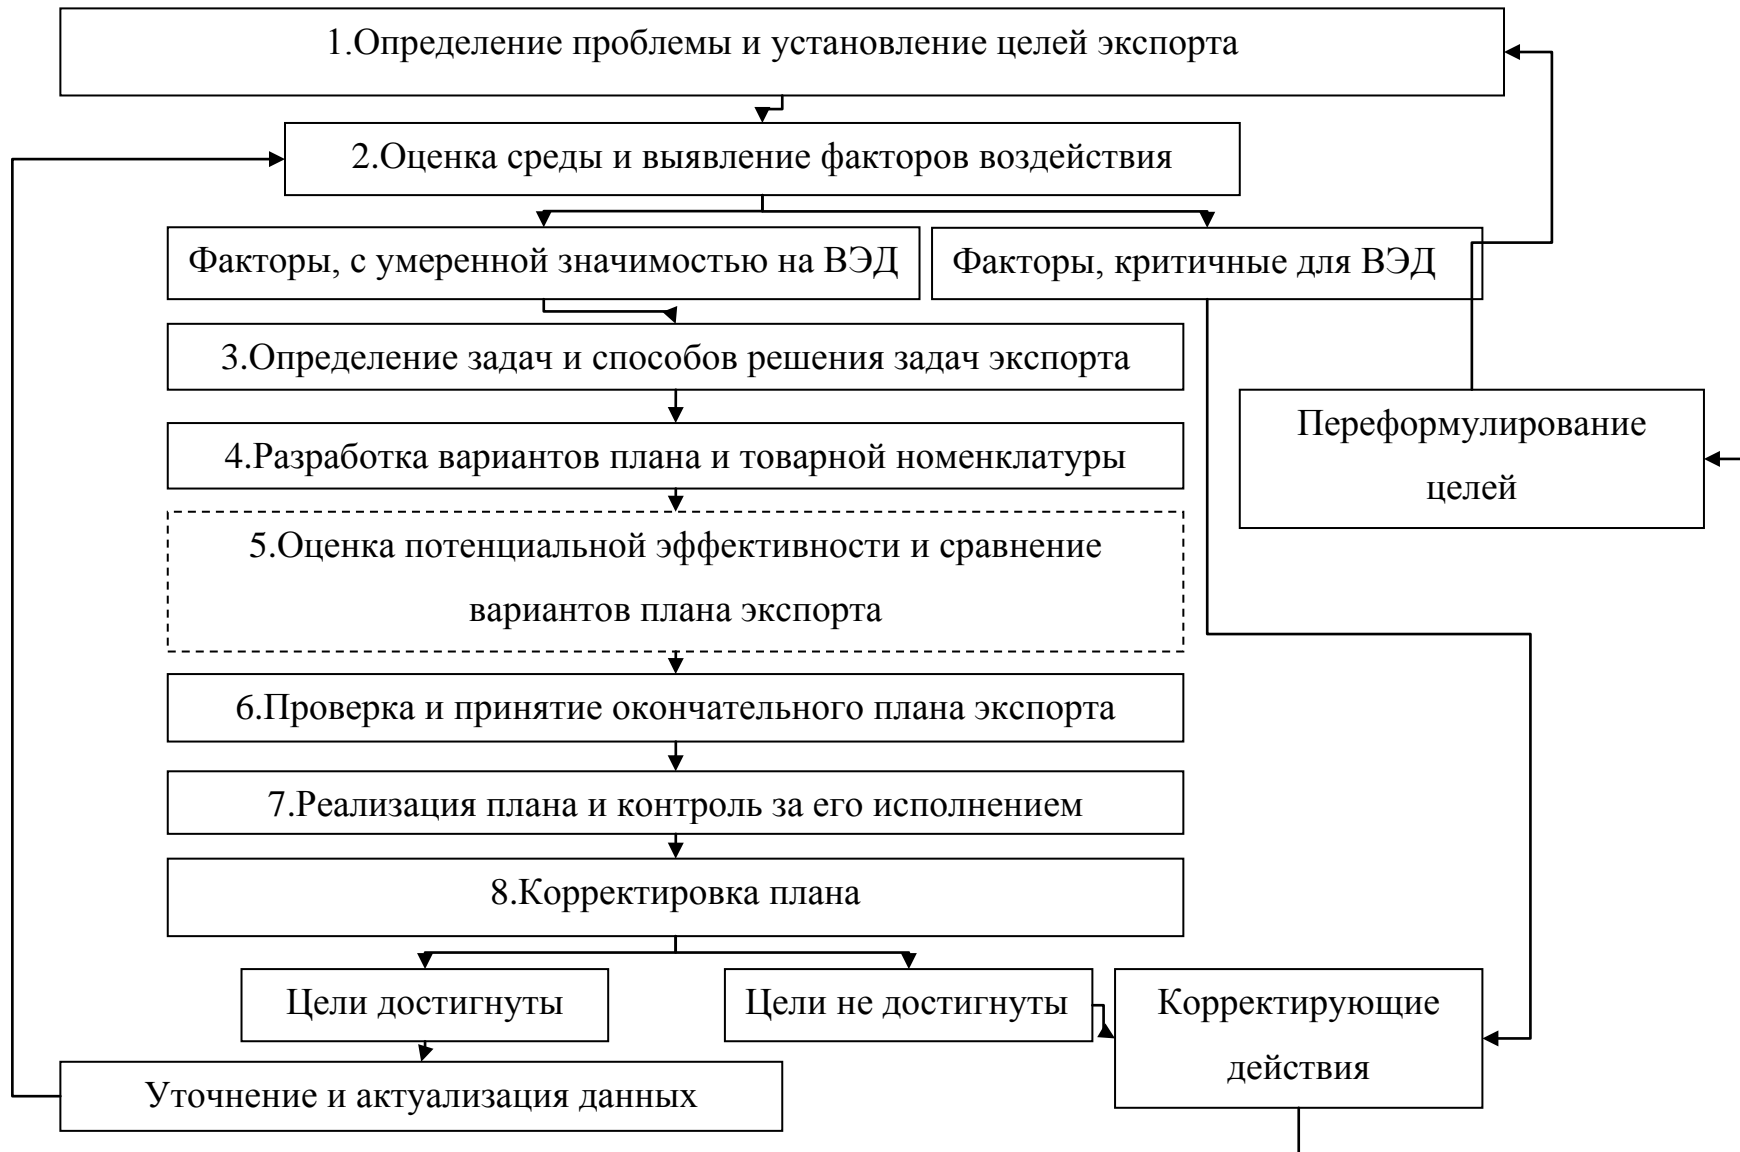 1.Определение проблемы и установление целей экспорта
2.Оценка среды и выявление факторов воздействия
Факторы, с умеренной значимостью на ВЭД
Факторы, критичные для ВЭД
3.Определение задач и способов решения задач экспорта
Переформулирование
целей
4.Разработка вариантов плана и товарной номенклатуры
5.Оценка потенциальной эффективности и сравнение
вариантов плана экспорта
6.Проверка и принятие окончательного плана экспорта
7.Реализация плана и контроль за его исполнением
8.Корректировка плана
Цели достигнуты
Цели не достигнуты
Корректирующие
действия
Уточнение и актуализация данных